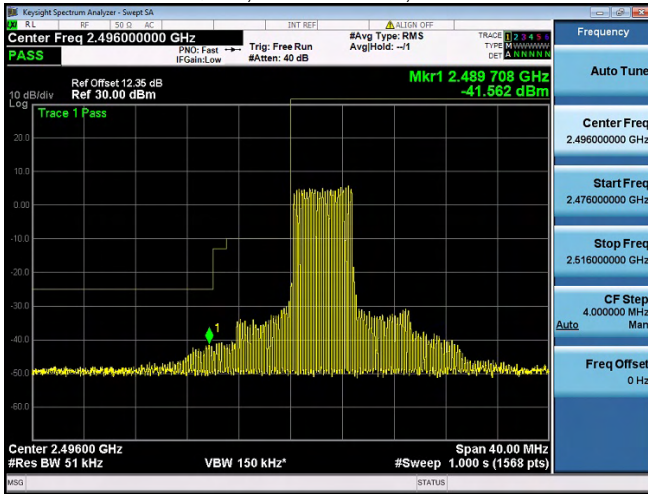 Keysight Spectrum Analyzer - Swept SA
RL RF 50 Ω AC INT REF ALIGN OFF
Center Freq 2.496000000 GHz
PASS
PNO: Fast
IFGain:Low
Trig: Free Run
#Atten: 40 dB
#Avg Type: RMS
Avg|Hold: --/1
TRACE 1 2 3 4 5 6
TYPE M WWWWW
DET A N N N N N
Mkr1 2.489 708 GHz
-41.562 dBm
Ref Offset 12.35 dB
10 dB/div Ref 30.00 dBm
Log
Trace 1 Pass
20.0
10.0
0.00
-10.0
-20.0
-30.0
-40.0
-50.0
-60.0
1
Center 2.49600 GHz
Span 40.00 MHz
#Res BW 51 kHz
VBW 150 kHz*
#Sweep 1.000 s (1568 pts)
MSG
STATUS
Frequency
Auto Tune
Center Freq
2.496000000 GHz
Start Freq
2.476000000 GHz
Stop Freq
2.516000000 GHz
CF Step
4.000000 MHz
Auto Man
Freq Offset
0 Hz